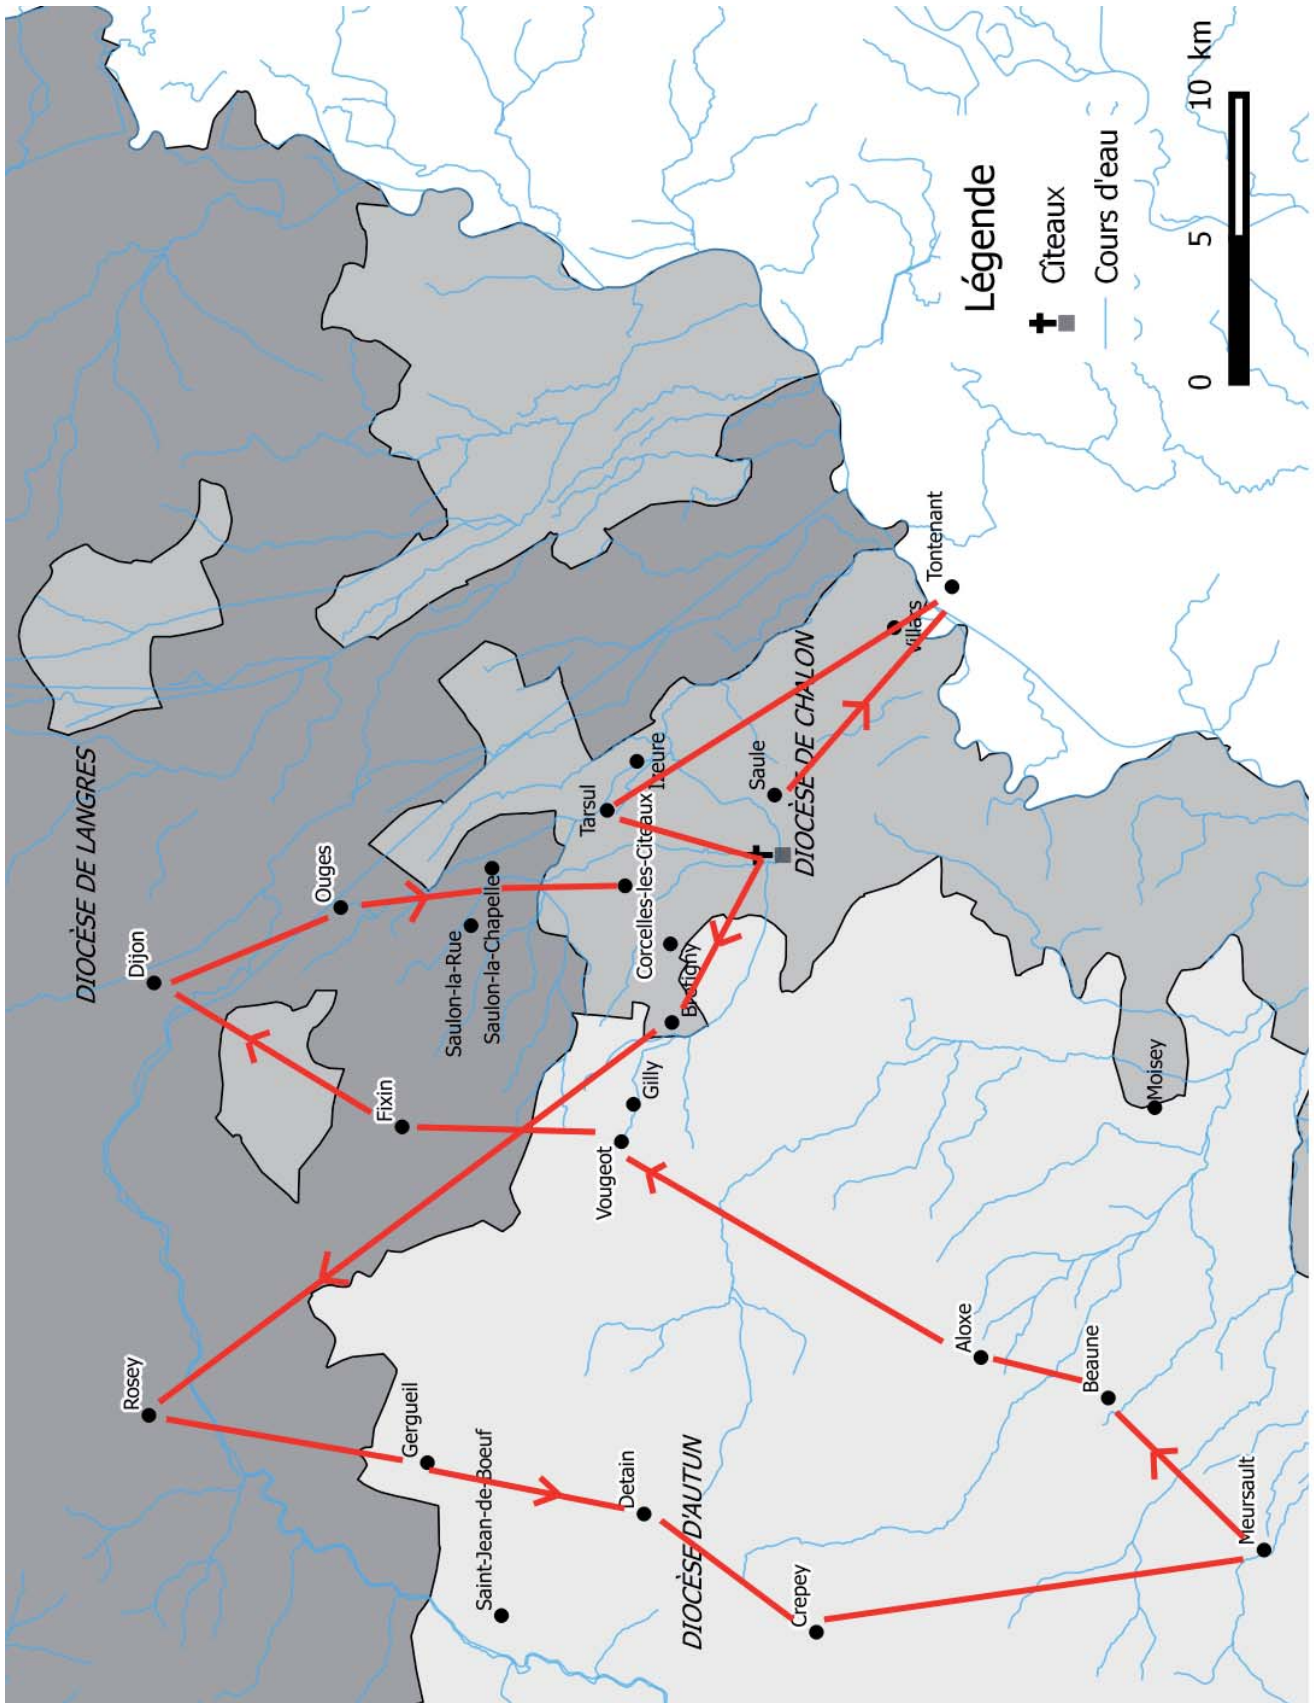 DIOCÈSE DE LANGRES
Dijon
Rosey
Ouges
Fixin
Gergueil
Saulon-la-Rue
Saulon-la-Chapelle
Saint-Jean-de-Boeuf
Tarsul
Izeure
Corcelles-les-Cîteaux
Brétigny
Gilly
Vougeot
Detain
DIOCÈSE D'AUTUN
Saule
DIOCÈSE DE CHALON
Villars
Tontenant
Crepey
Aloxe
Beaune
Moisey
Meursault
Légende
Cîteaux
Cours d'eau
0 5 10 km